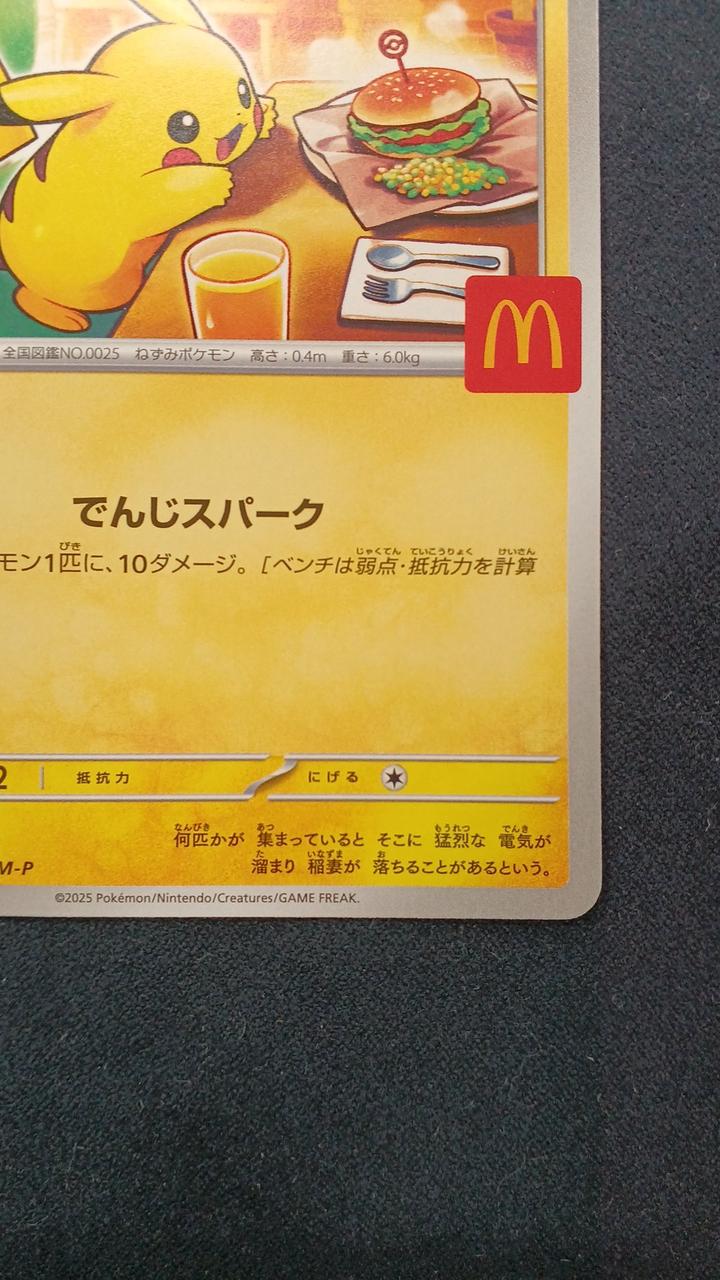 全国図鑑NO.0025 ねずみポケモン 高さ:0.4m 重さ:6.0kg
でんじスパーク
モン1匹に、10ダメージ。[ベンチは弱点・抵抗力を計算
2 抵抗力 にげる
何匹かが 集まっていると そこに 猛烈な 電気が
溜まり 稲妻が 落ちることがあるという。
M-P
©2025 Pokémon/Nintendo/Creatures/GAME FREAK.